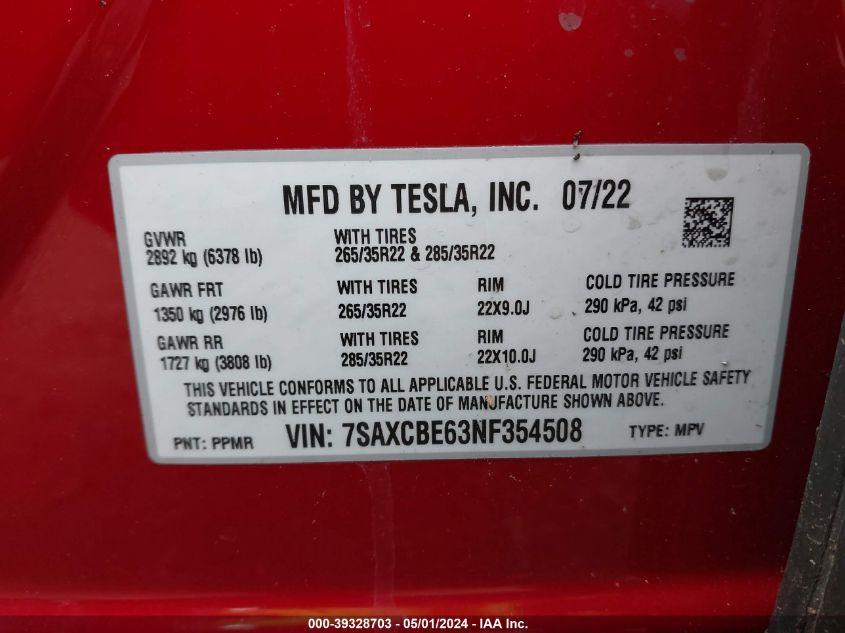 MFD BY TESLA, INC. 07/22
GVWR WITH TIRES
2892 kg (6378 lb) 265/35R22 & 285/35R22
GAWR FRT WITH TIRES RIM COLD TIRE PRESSURE
1350 kg (2976 lb) 265/35R22 22X9.0J 290 kPa, 42 psi
GAWR RR WITH TIRES RIM COLD TIRE PRESSURE
1727 kg (3808 lb) 285/35R22 22X10.0J 290 kPa, 42 psi
THIS VEHICLE CONFORMS TO ALL APPLICABLE U.S. FEDERAL MOTOR VEHICLE SAFETY
STANDARDS IN EFFECT ON THE DATE OF MANUFACTURE SHOWN ABOVE.
PNT: PPMR VIN: 7SAXCBE63NF354508 TYPE: MPV
000-39328703 - 05/01/2024 - IAA Inc.